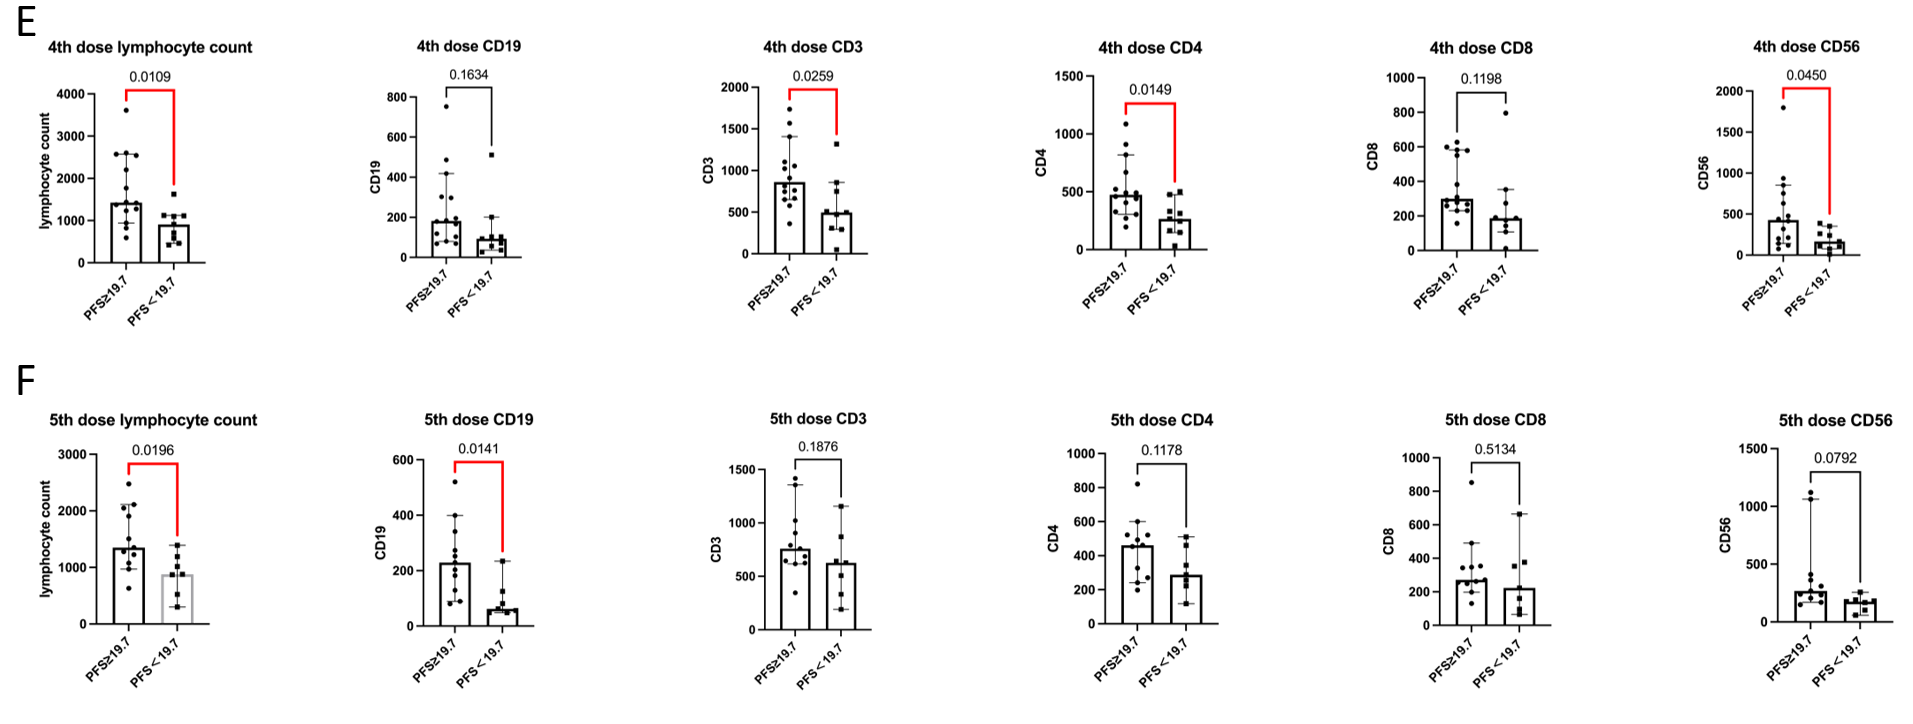 E
4th dose lymphocyte count
0.0109
lymphocyte count
4000
3000
2000
1000
0
PFS≥19.7
PFS<19.7
4th dose CD19
0.1634
CD19
800
600
400
200
0
PFS≥19.7
PFS<19.7
4th dose CD3
0.0259
CD3
2000
1500
1000
500
0
PFS≥19.7
PFS<19.7
4th dose CD4
0.0149
CD4
1500
1000
500
0
PFS≥19.7
PFS<19.7
4th dose CD8
0.1198
CD8
1000
800
600
400
200
0
PFS≥19.7
PFS<19.7
4th dose CD56
0.0450
CD56
2000
1500
1000
500
0
PFS≥19.7
PFS<19.7
F
5th dose lymphocyte count
0.0196
lymphocyte count
3000
2000
1000
0
PFS≥19.7
PFS<19.7
5th dose CD19
0.0141
CD19
600
400
200
0
PFS≥19.7
PFS<19.7
5th dose CD3
0.1876
CD3
1500
1000
500
0
PFS≥19.7
PFS<19.7
5th dose CD4
0.1178
CD4
1000
800
600
400
200
0
PFS≥19.7
PFS<19.7
5th dose CD8
0.5134
CD8
1000
800
600
400
200
0
PFS≥19.7
PFS<19.7
5th dose CD56
0.0792
CD56
1500
1000
500
0
PFS≥19.7
PFS<19.7